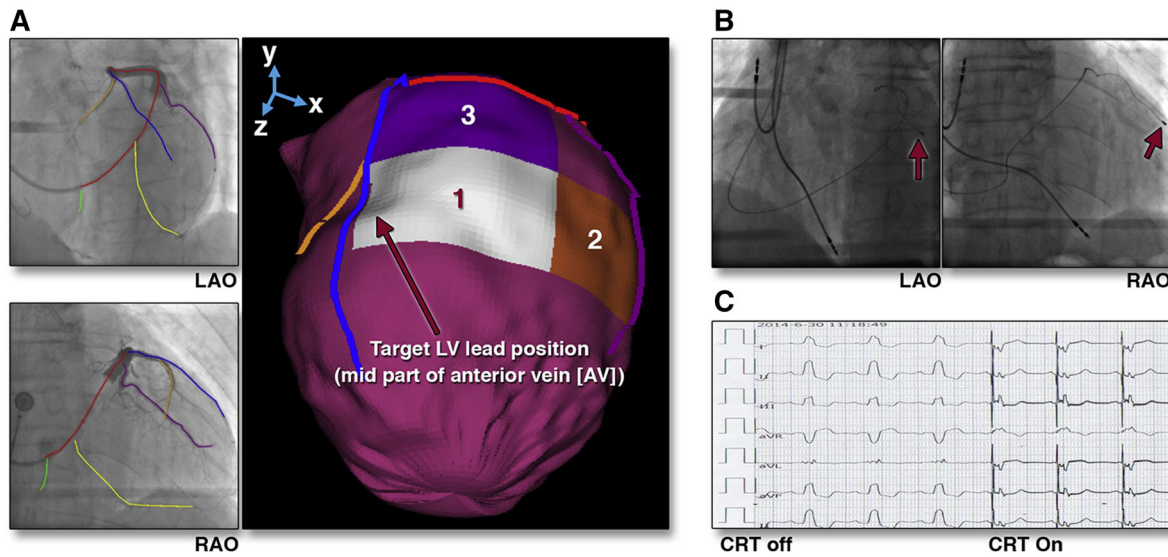 A
LAO
RAO
y
x
z
3
1
2
Target LV lead position
(mid part of anterior vein [AV])
B
LAO
RAO
C
2014-6-30 11:18:49
I
II
III
aVR
aVL
aVF
II
CRT off
CRT On